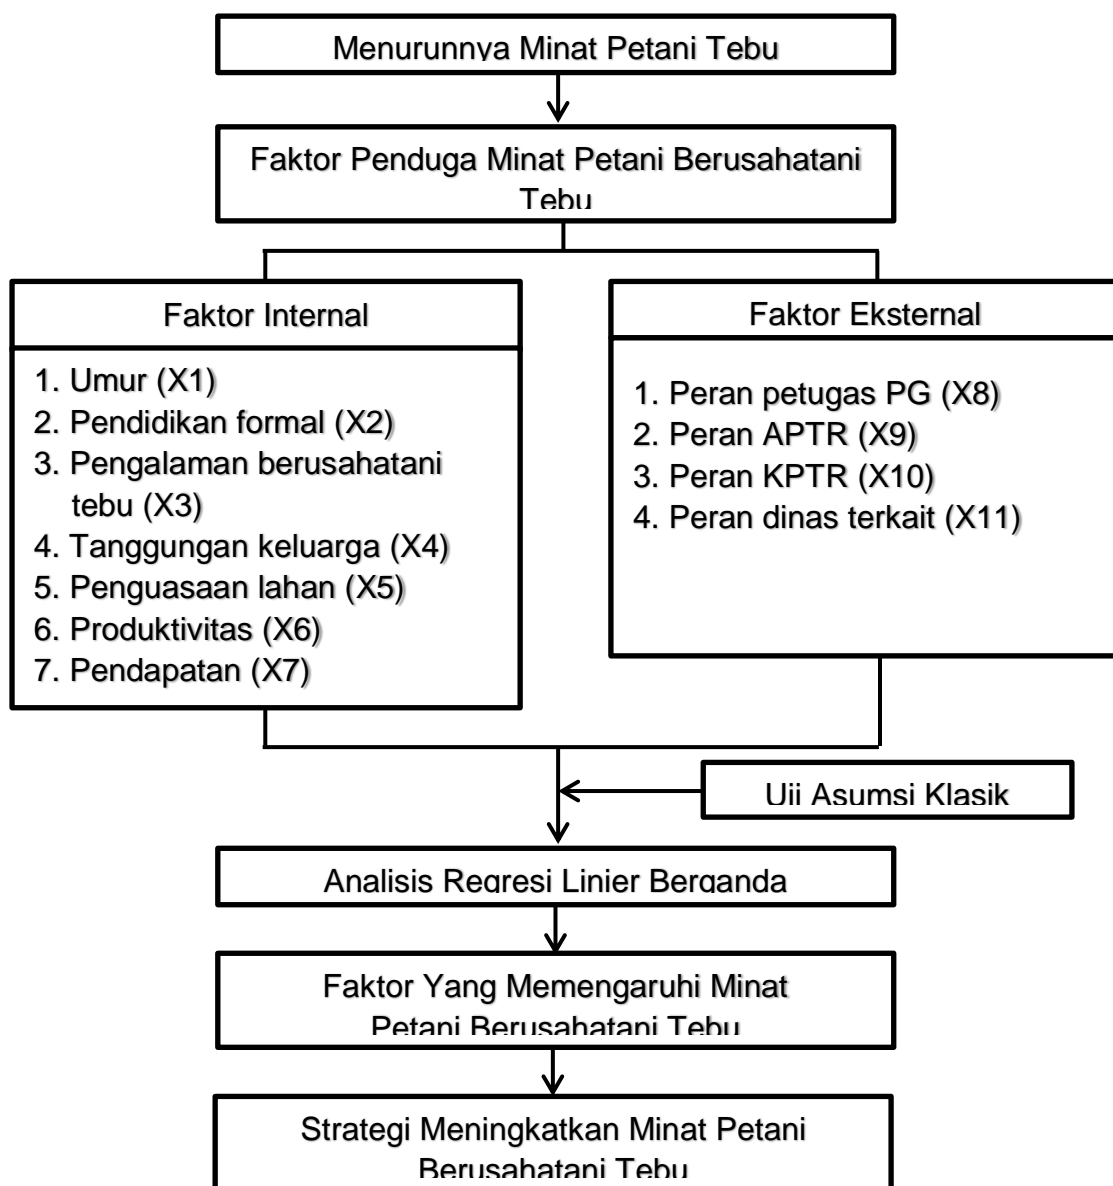 Menurunnya Minat Petani Tebu
Faktor Penduga Minat Petani Berusahatani
Tebu
Faktor Internal
1. Umur (X1)
2. Pendidikan formal (X2)
3. Pengalaman berusahatani
tebu (X3)
4. Tanggungan keluarga (X4)
5. Penguasaan lahan (X5)
6. Produktivitas (X6)
7. Pendapatan (X7)
Faktor Eksternal
1. Peran petugas PG (X8)
2. Peran APTR (X9)
3. Peran KPTR (X10)
4. Peran dinas terkait (X11)
Uji Asumsi Klasik
Analisis Regresi Linier Berganda
Faktor Yang Memengaruhi Minat
Petani Berusahatani Tebu
Strategi Meningkatkan Minat Petani
Berusahatani Tebu